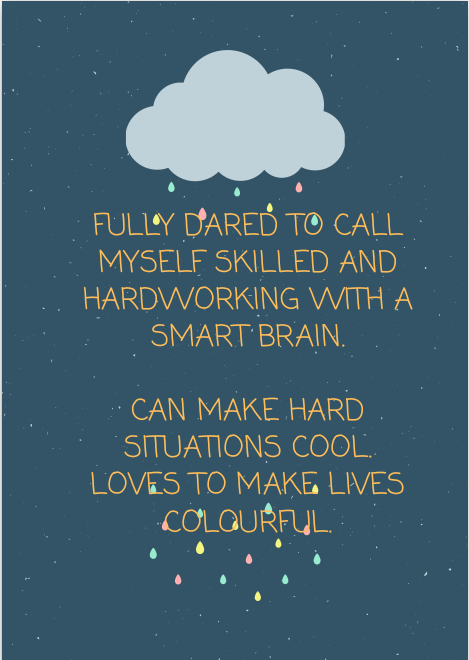 FULLY DARED TO CALL
MYSELF SKILLED AND
HARDWORKING WITH A
SMART BRAIN.
CAN MAKE HARD
SITUATIONS COOL.
LOVES TO MAKE LIVES
COLOURFUL.